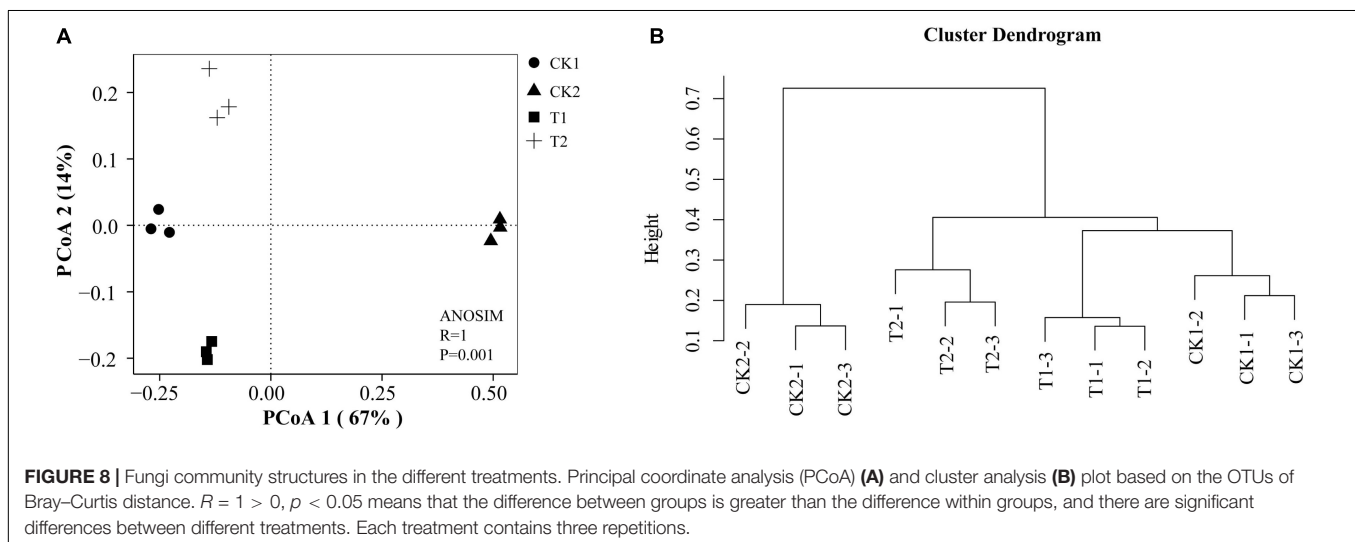 A
CK1
CK2
T1
T2
0.2
0.1
0.0
−0.1
−0.2
PCoA 2 (14%)
ANOSIM
R=1
P=0.001
−0.25
0.00
0.25
0.50
PCoA 1 ( 67% )
B
Cluster Dendrogram
Height
0.7
0.6
0.5
0.4
0.3
0.2
0.1
CK2-2
CK2-1
CK2-3
T2-1
T2-2
T2-3
T1-3
T1-1
T1-2
CK1-2
CK1-1
CK1-3
FIGURE 8 | Fungi community structures in the different treatments. Principal coordinate analysis (PCoA) (A) and cluster analysis (B) plot based on the OTUs of
Bray–Curtis distance. R = 1 > 0, p < 0.05 means that the difference between groups is greater than the difference within groups, and there are significant
differences between different treatments. Each treatment contains three repetitions.